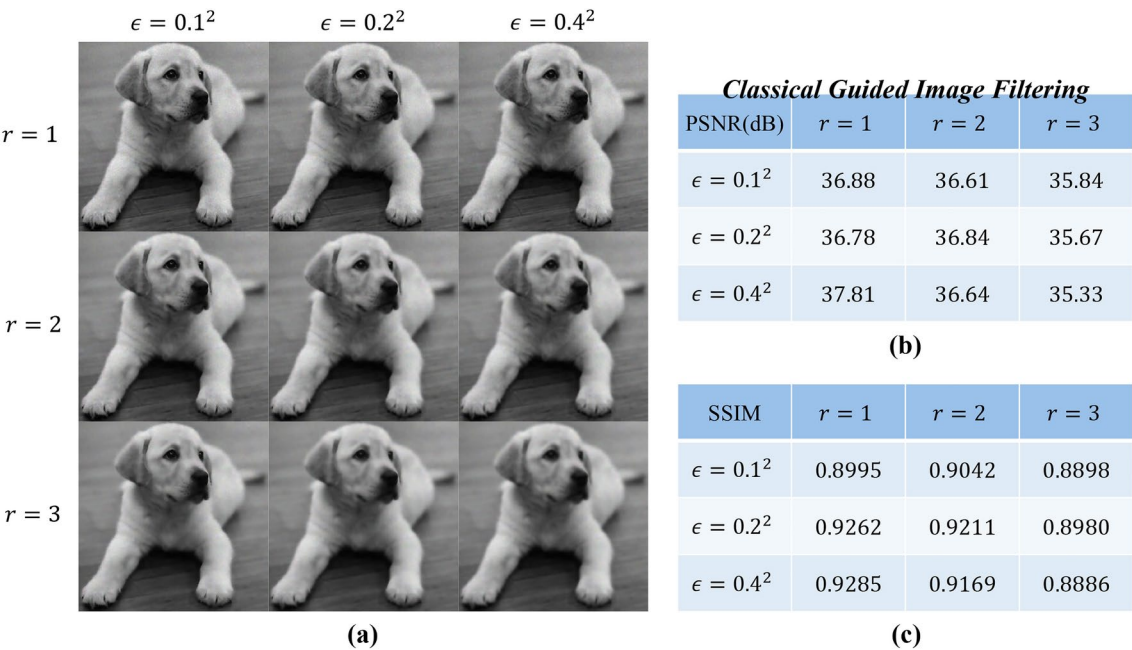 ϵ = 0.1² ϵ = 0.2² ϵ = 0.4²
r = 1
r = 2
r = 3
(a)
Classical Guided Image Filtering
PSNR(dB) r = 1 r = 2 r = 3
ϵ = 0.1² 36.88 36.61 35.84
ϵ = 0.2² 36.78 36.84 35.67
ϵ = 0.4² 37.81 36.64 35.33
(b)
SSIM r = 1 r = 2 r = 3
ϵ = 0.1² 0.8995 0.9042 0.8898
ϵ = 0.2² 0.9262 0.9211 0.8980
ϵ = 0.4² 0.9285 0.9169 0.8886
(c)